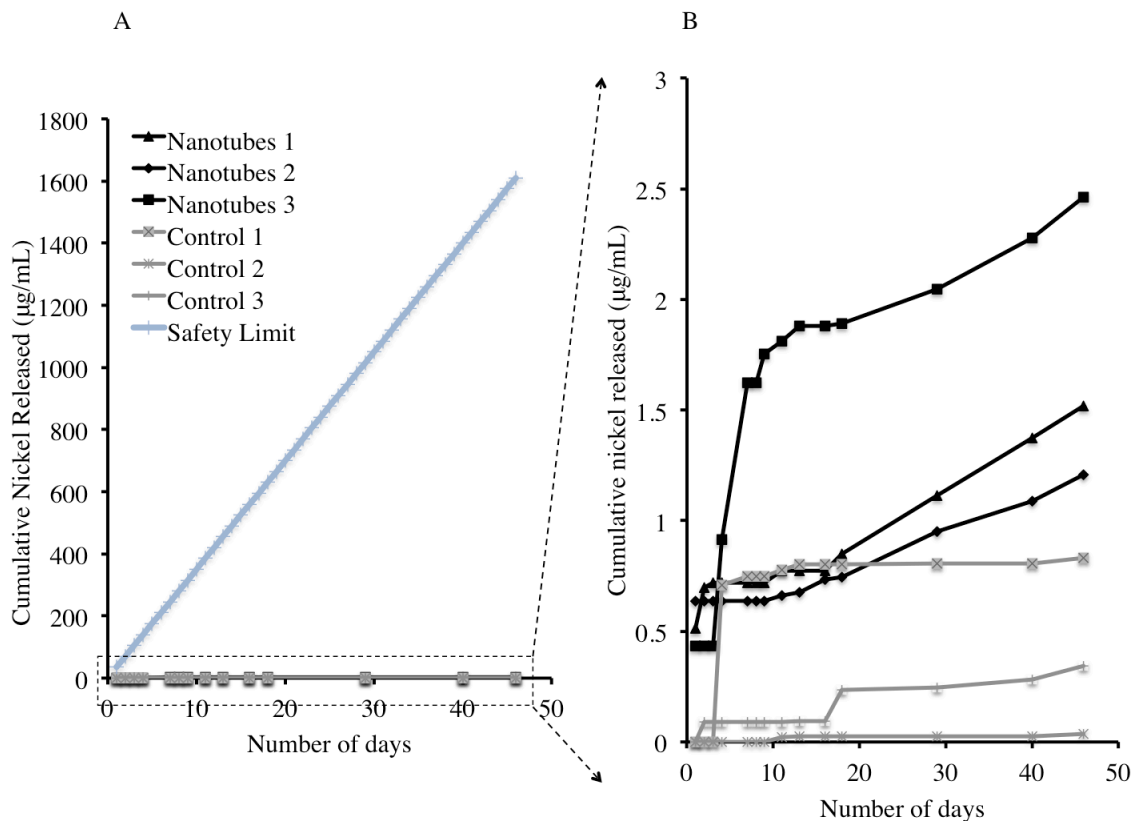 A
Cumulative Nickel Released (µg/mL)
1800
1600
1400
1200
1000
800
600
400
200
0
Nanotubes 1
Nanotubes 2
Nanotubes 3
Control 1
Control 2
Control 3
Safety Limit
0 10 20 30 40 50
Number of days
B
Cumulative nickel released (µg/mL)
3
2.5
2
1.5
1
0.5
0
0 10 20 30 40 50
Number of days